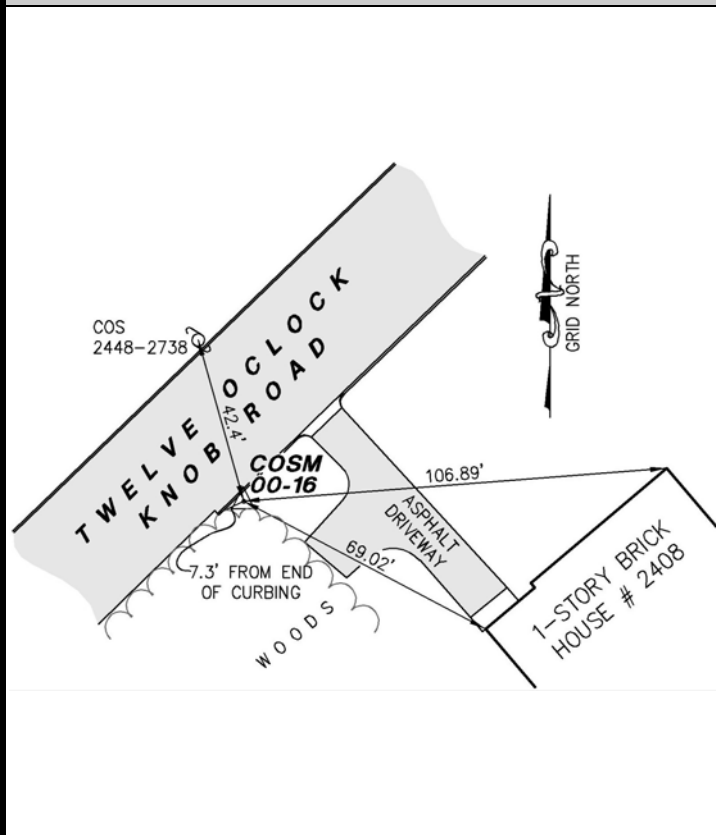 COS
2448-2738
TWELVE OCLOCK
KNOB ROAD
42.4'
GRID NORTH
COSM
00-16
106.89'
ASPHALT
DRIVEWAY
69.02'
7.3' FROM END
OF CURBING
WOODS
1-STORY BRICK
HOUSE # 2408